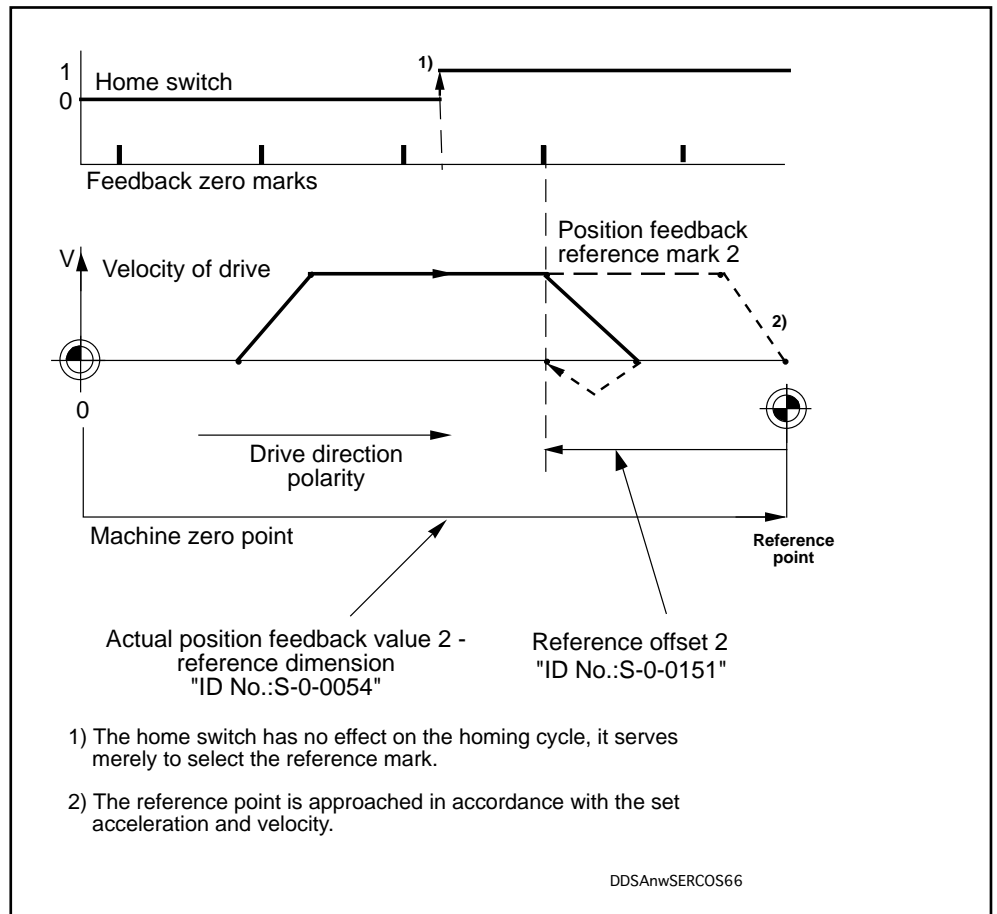 1)
1
Home switch
0
Feedback zero marks
Position feedback
reference mark 2
V
Velocity of drive
2)
0
Drive direction
polarity
Machine zero point
Reference
point
Actual position feedback value 2 -
reference dimension
"ID No.:S-0-0054"
Reference offset 2
"ID No.:S-0-0151"
1) The home switch has no effect on the homing cycle, it serves
merely to select the reference mark.
2) The reference point is approached in accordance with the set
acceleration and velocity.
DDSAnwSERCOS66